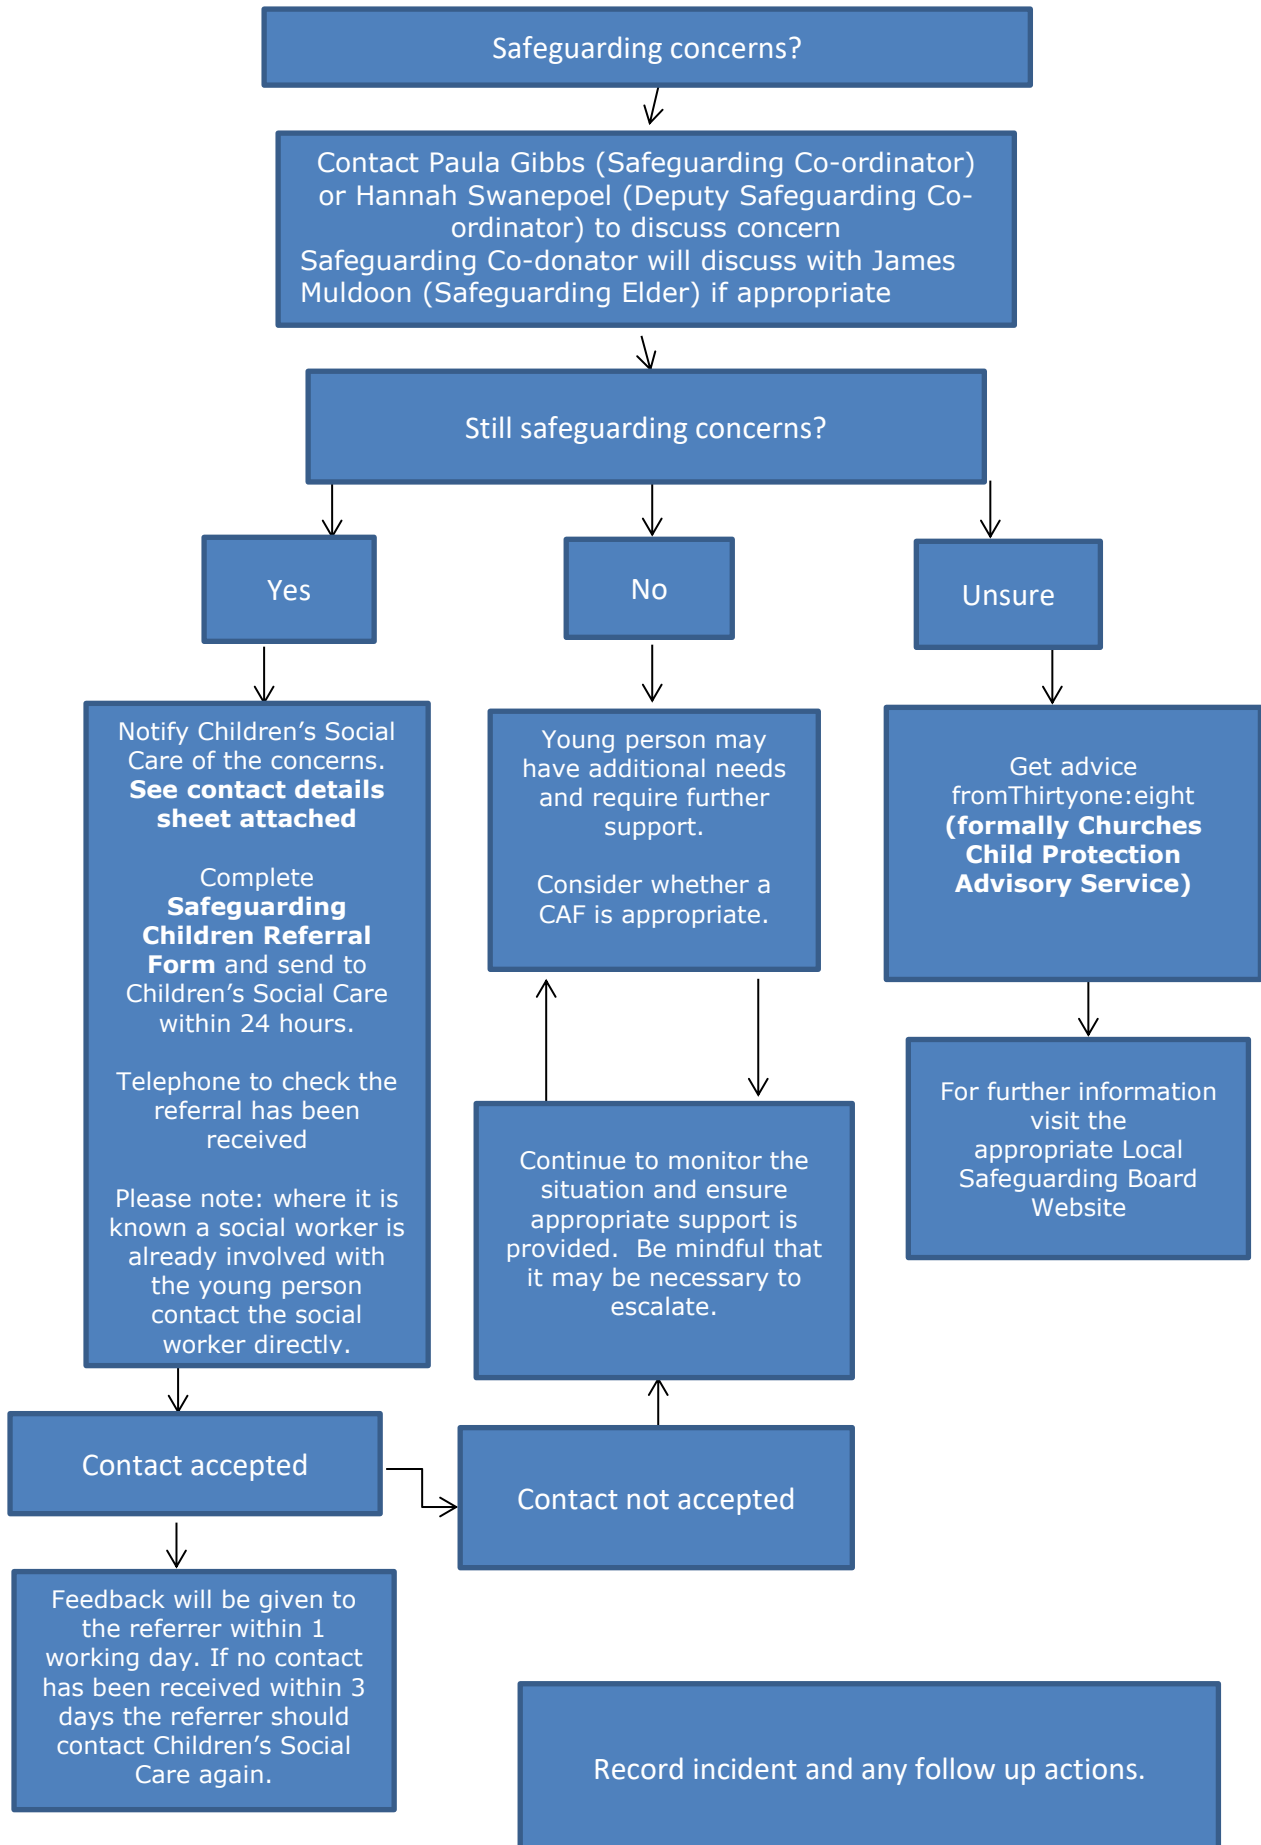 Safeguarding concerns?
Contact Paula Gibbs (Safeguarding Co-ordinator)
or Hannah Swanepoel (Deputy Safeguarding Co-
ordinator) to discuss concern
Safeguarding Co-donator will discuss with James
Muldoon (Safeguarding Elder) if appropriate
Still safeguarding concerns?
Yes
No
Unsure
Notify Children’s Social
Care of the concerns.
See contact details
sheet attached
Complete
Safeguarding
Children Referral
Form and send to
Children’s Social Care
within 24 hours.
Telephone to check the
referral has been
received
Please note: where it is
known a social worker is
already involved with
the young person
contact the social
worker directly.
Young person may
have additional needs
and require further
support.
Consider whether a
CAF is appropriate.
Get advice
fromThirtyone:eight
(formally Churches
Child Protection
Advisory Service)
Continue to monitor the
situation and ensure
appropriate support is
provided.  Be mindful that
it may be necessary to
escalate.
For further information
visit the
appropriate Local
Safeguarding Board
Website
Contact accepted
Contact not accepted
Feedback will be given to
the referrer within 1
working day. If no contact
has been received within 3
days the referrer should
contact Children’s Social
Care again.
Record incident and any follow up actions.